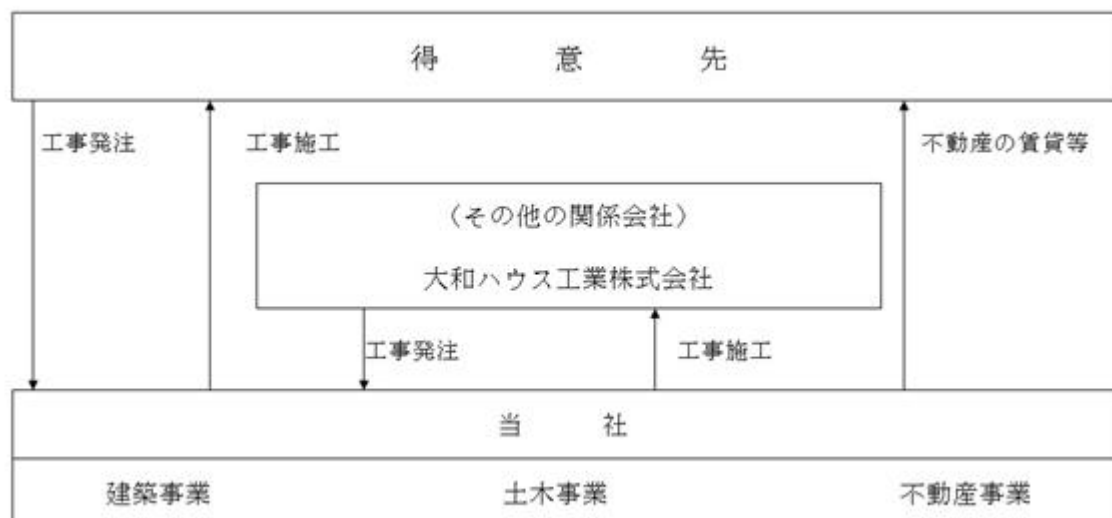 得意先
工事発注 工事施工 不動産の賃貸等
(その他の関係会社)
大和ハウス工業株式会社
工事発注 工事施工
当社
建築事業 土木事業 不動産事業